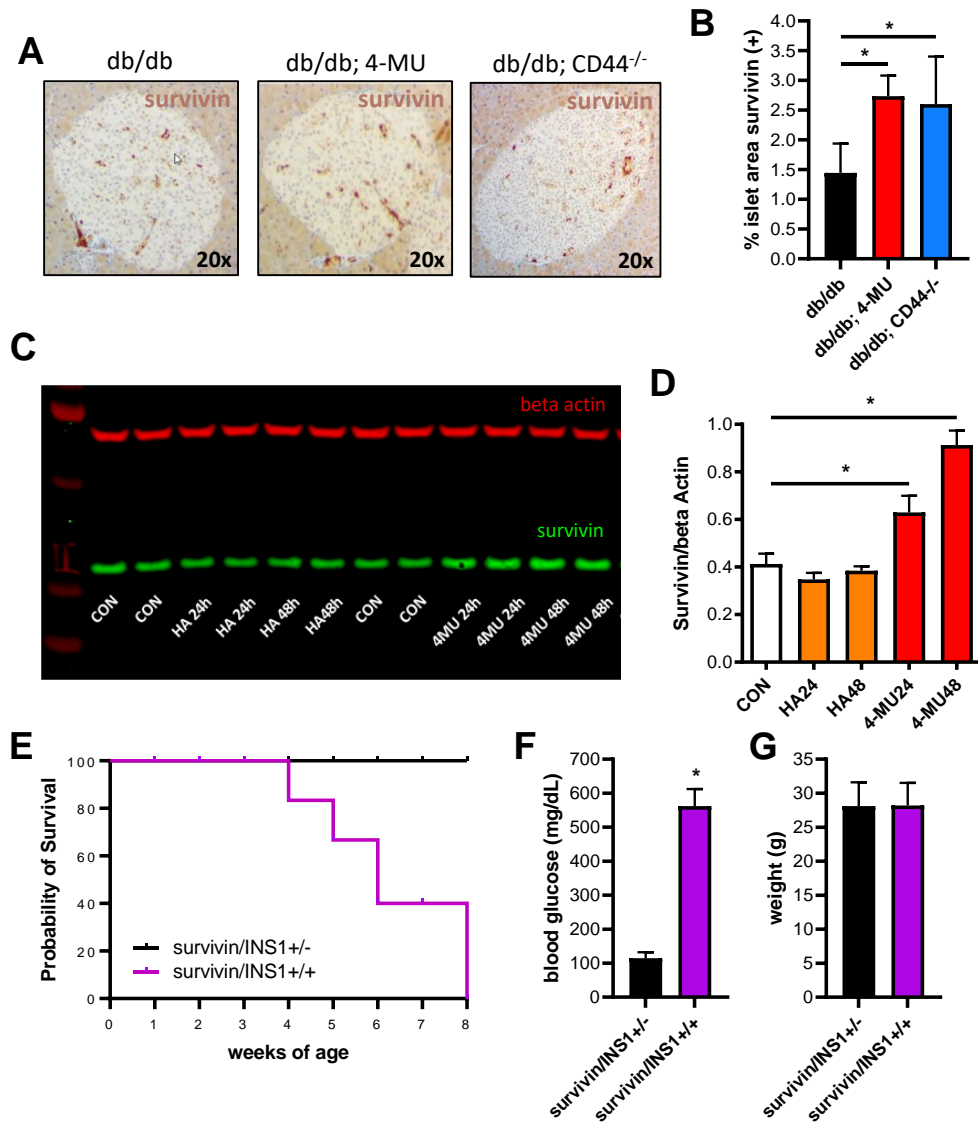 A
db/db
db/db; 4-MU
db/db; CD44-/-
survivin
survivin
survivin
20x
20x
20x
B
% islet area survivin (+)
4.0
3.5
3.0
2.5
2.0
1.5
1.0
0.5
0.0
*
*
db/db
db/db; 4-MU
db/db; CD44-/-
C
beta actin
survivin
CON
CON
HA 24h
HA 24h
HA 48h
HA48h
CON
CON
4MU 24h
4MU 24h
4MU 48h
4MU 48h
D
Survivin/beta Actin
1.0
0.8
0.6
0.4
0.2
0.0
*
*
CON
HA24
HA48
4-MU24
4-MU48
E
Probability of Survival
100
80
60
40
20
0
survivin/INS1+/-
survivin/INS1+/+
0 1 2 3 4 5 6 7 8
weeks of age
F
blood glucose (mg/dL)
700
600
500
400
300
200
100
0
*
survivin/INS1+/-
survivin/INS1+/+
G
weight (g)
35
30
25
20
15
10
5
0
survivin/INS1+/-
survivin/INS1+/+